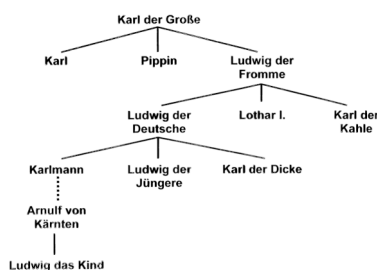 Karl der Große
Karl
Pippin
Ludwig der
Fromme
Ludwig der
Deutsche
Lothar I.
Karl der
Kahle
Karlmann
Ludwig der
Jüngere
Karl der Dicke
Arnulf von
Kärnten
Ludwig das Kind